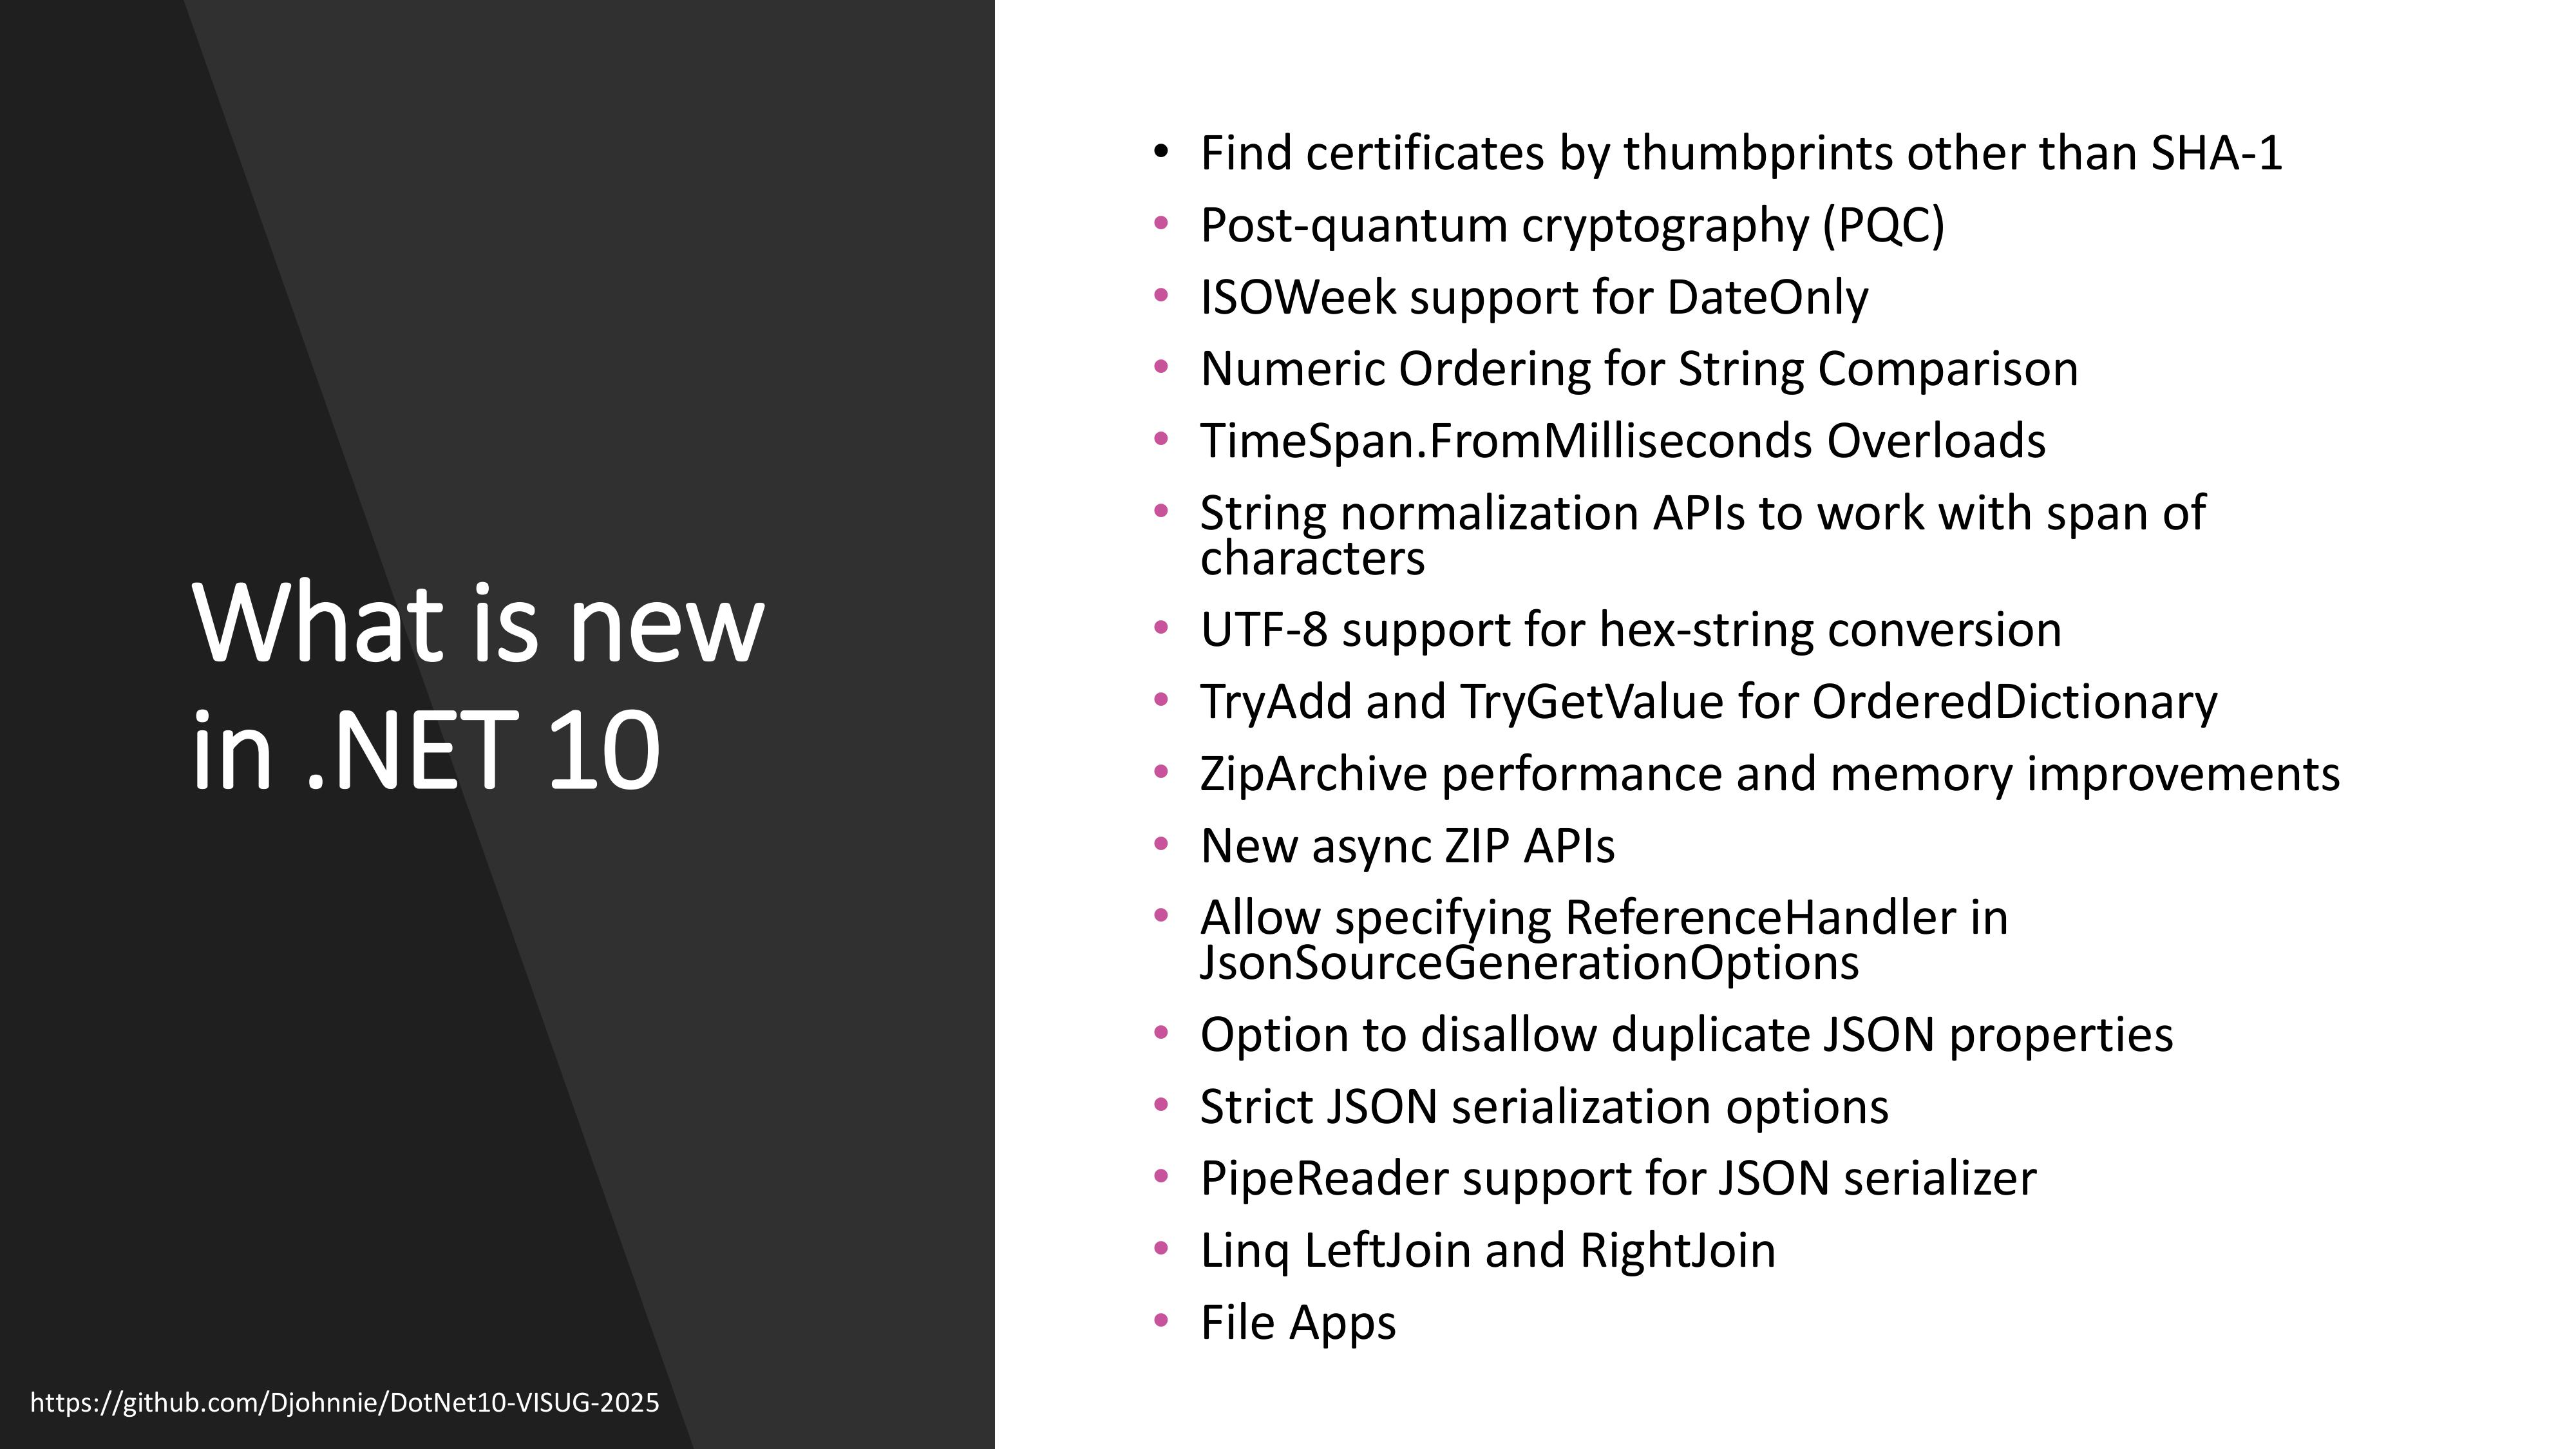 What is new
in .NET 10
• Find certificates by thumbprints other than SHA-1
• Post-quantum cryptography (PQC)
• ISOWeek support for DateOnly
• Numeric Ordering for String Comparison
• TimeSpan.FromMilliseconds Overloads
• String normalization APIs to work with span of
characters
• UTF-8 support for hex-string conversion
• TryAdd and TryGetValue for OrderedDictionary
• ZipArchive performance and memory improvements
• New async ZIP APIs
• Allow specifying ReferenceHandler in
JsonSourceGenerationOptions
• Option to disallow duplicate JSON properties
• Strict JSON serialization options
• PipeReader support for JSON serializer
• Linq LeftJoin and RightJoin
• File Apps
https://github.com/Djohnnie/DotNet10-VISUG-2025